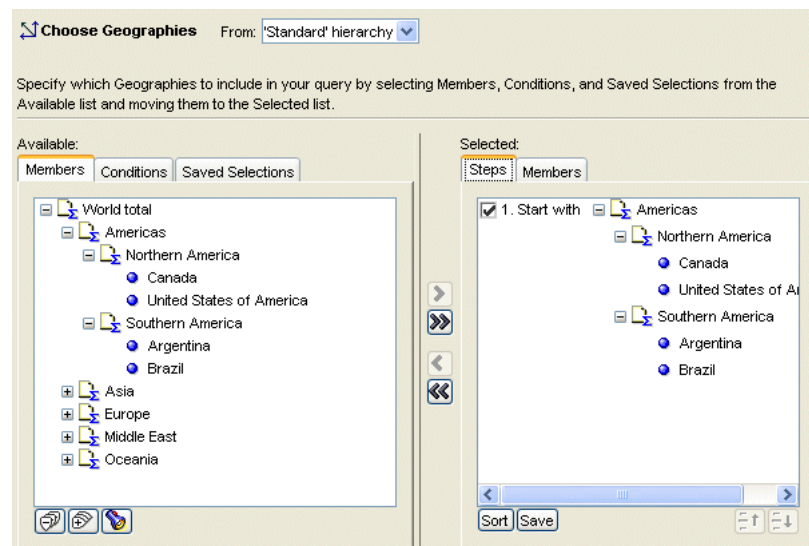 Choose Geographies From: 'Standard' hierarchy
Specify which Geographies to include in your query by selecting Members, Conditions, and Saved Selections from the
Available list and moving them to the Selected list.
Available:
Members Conditions Saved Selections
World total
Americas
Northern America
Canada
United States of America
Southern America
Argentina
Brazil
Asia
Europe
Middle East
Oceania
Selected:
Steps Members
1. Start with Americas
Northern America
Canada
United States of
Southern America
Argentina
Brazil
Sort Save